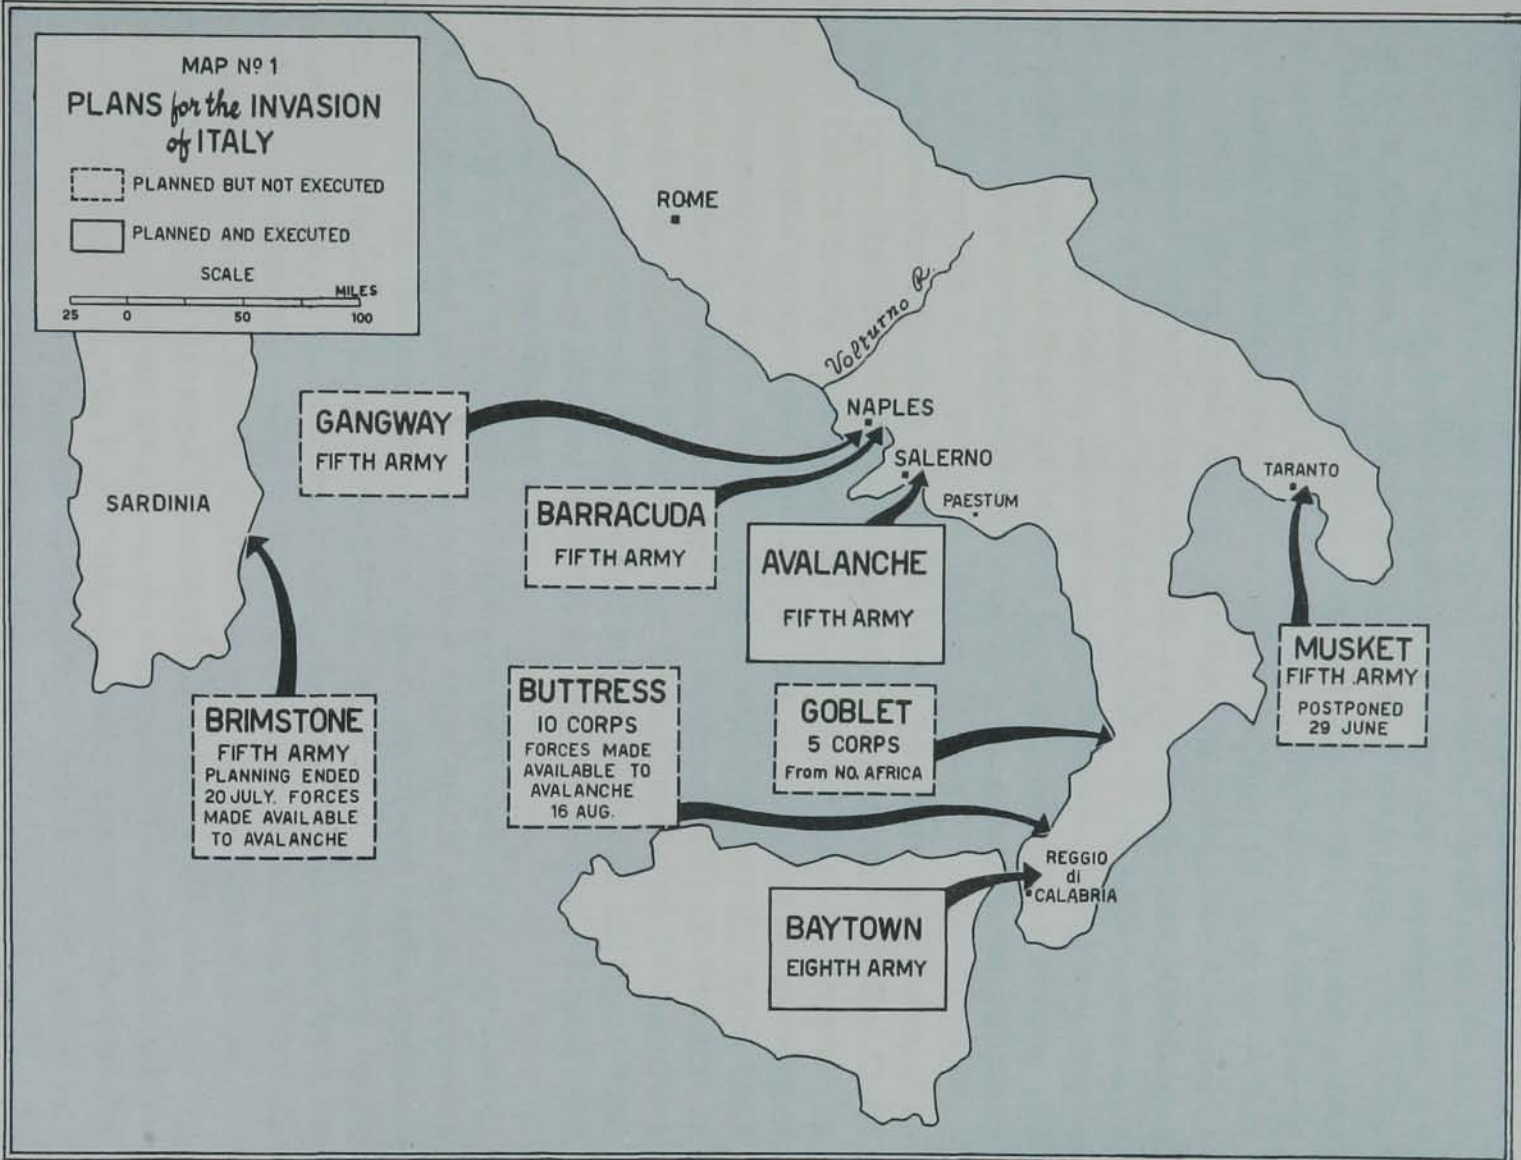 MAP Nº 1
PLANS for the INVASION
of ITALY
PLANNED BUT NOT EXECUTED
PLANNED AND EXECUTED
SCALE
MILES
25 0 50 100
ROME
Volturno R.
NAPLES
SALERNO
PAESTUM
TARANTO
SARDINIA
GANGWAY
FIFTH ARMY
BARRACUDA
FIFTH ARMY
AVALANCHE
FIFTH ARMY
MUSKET
FIFTH ARMY
POSTPONED
29 JUNE
BRIMSTONE
FIFTH ARMY
PLANNING ENDED
20 JULY. FORCES
MADE AVAILABLE
TO AVALANCHE
BUTTRESS
10 CORPS
FORCES MADE
AVAILABLE TO
AVALANCHE
16 AUG.
GOBLET
5 CORPS
From NO. AFRICA
REGGIO
di
CALABRIA
BAYTOWN
EIGHTH ARMY